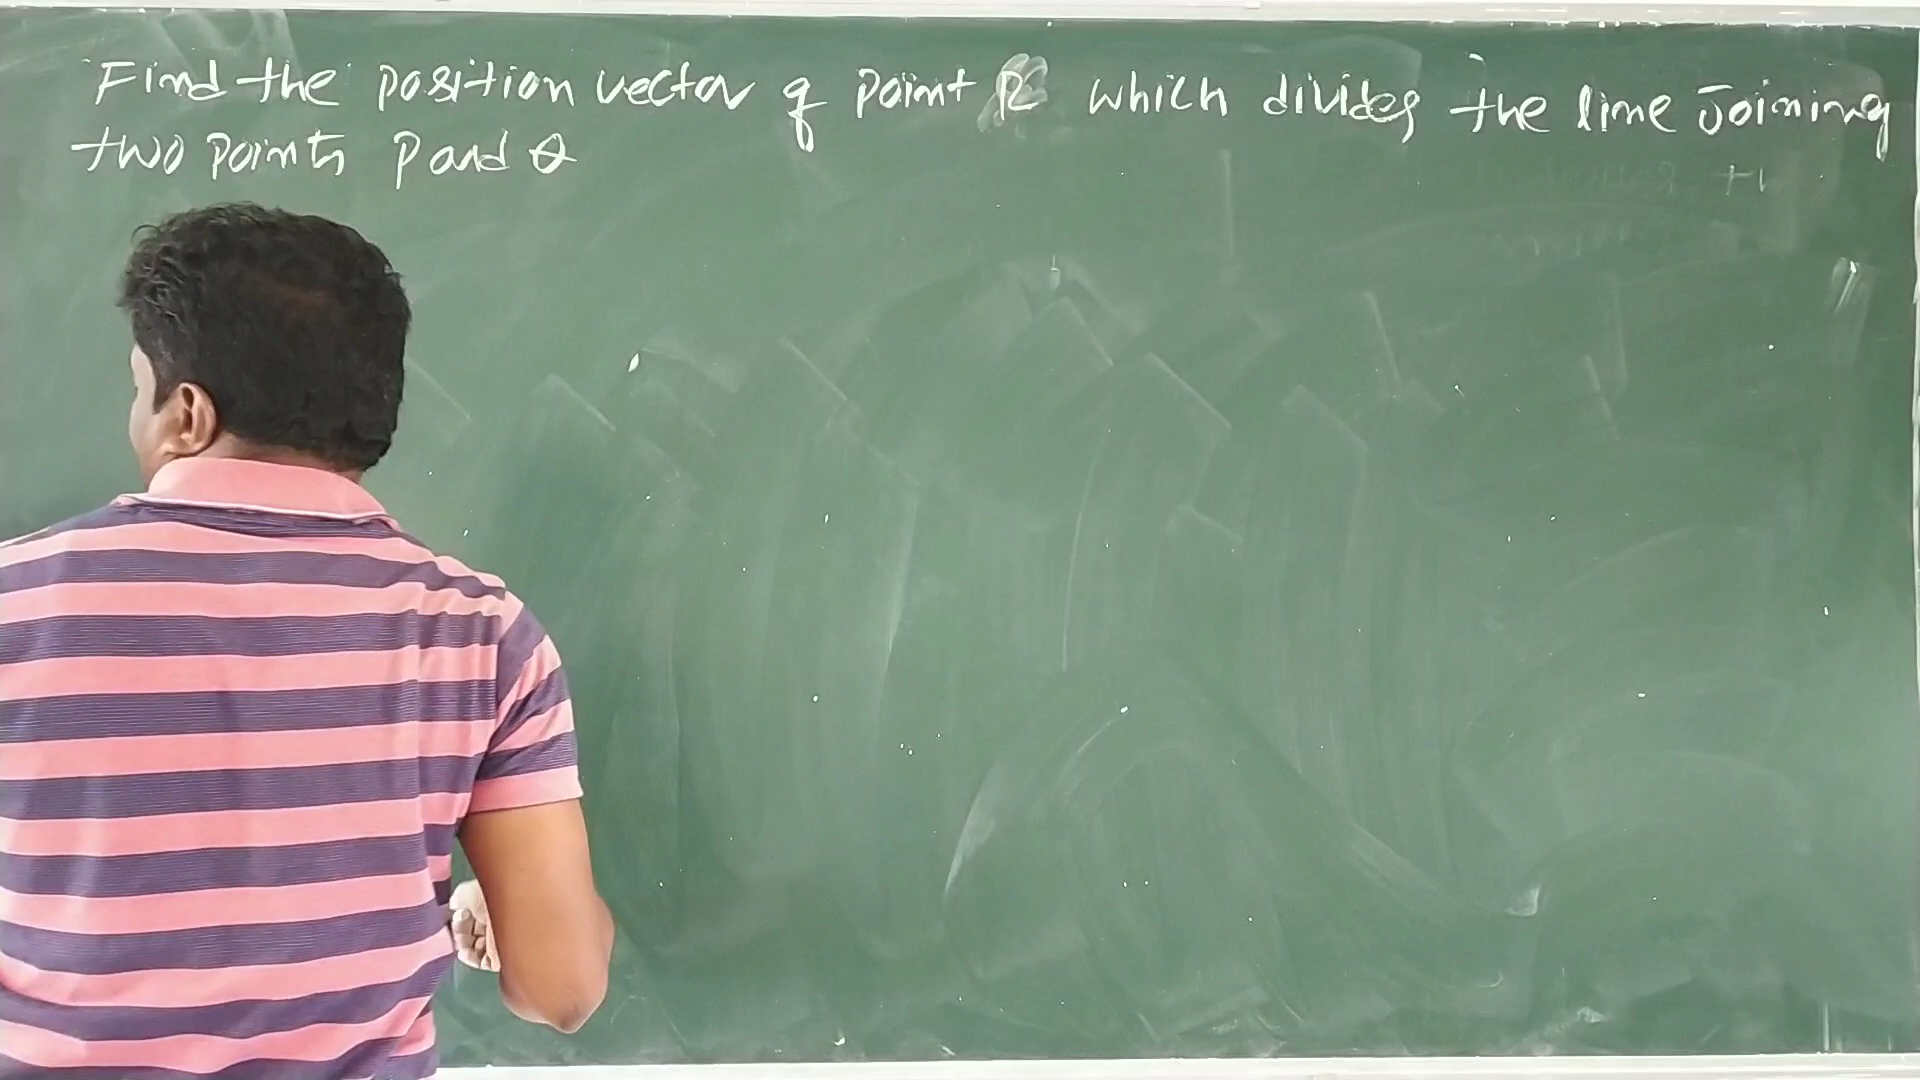 Find the position vector of point R which divides the line Joining
two points P and Q